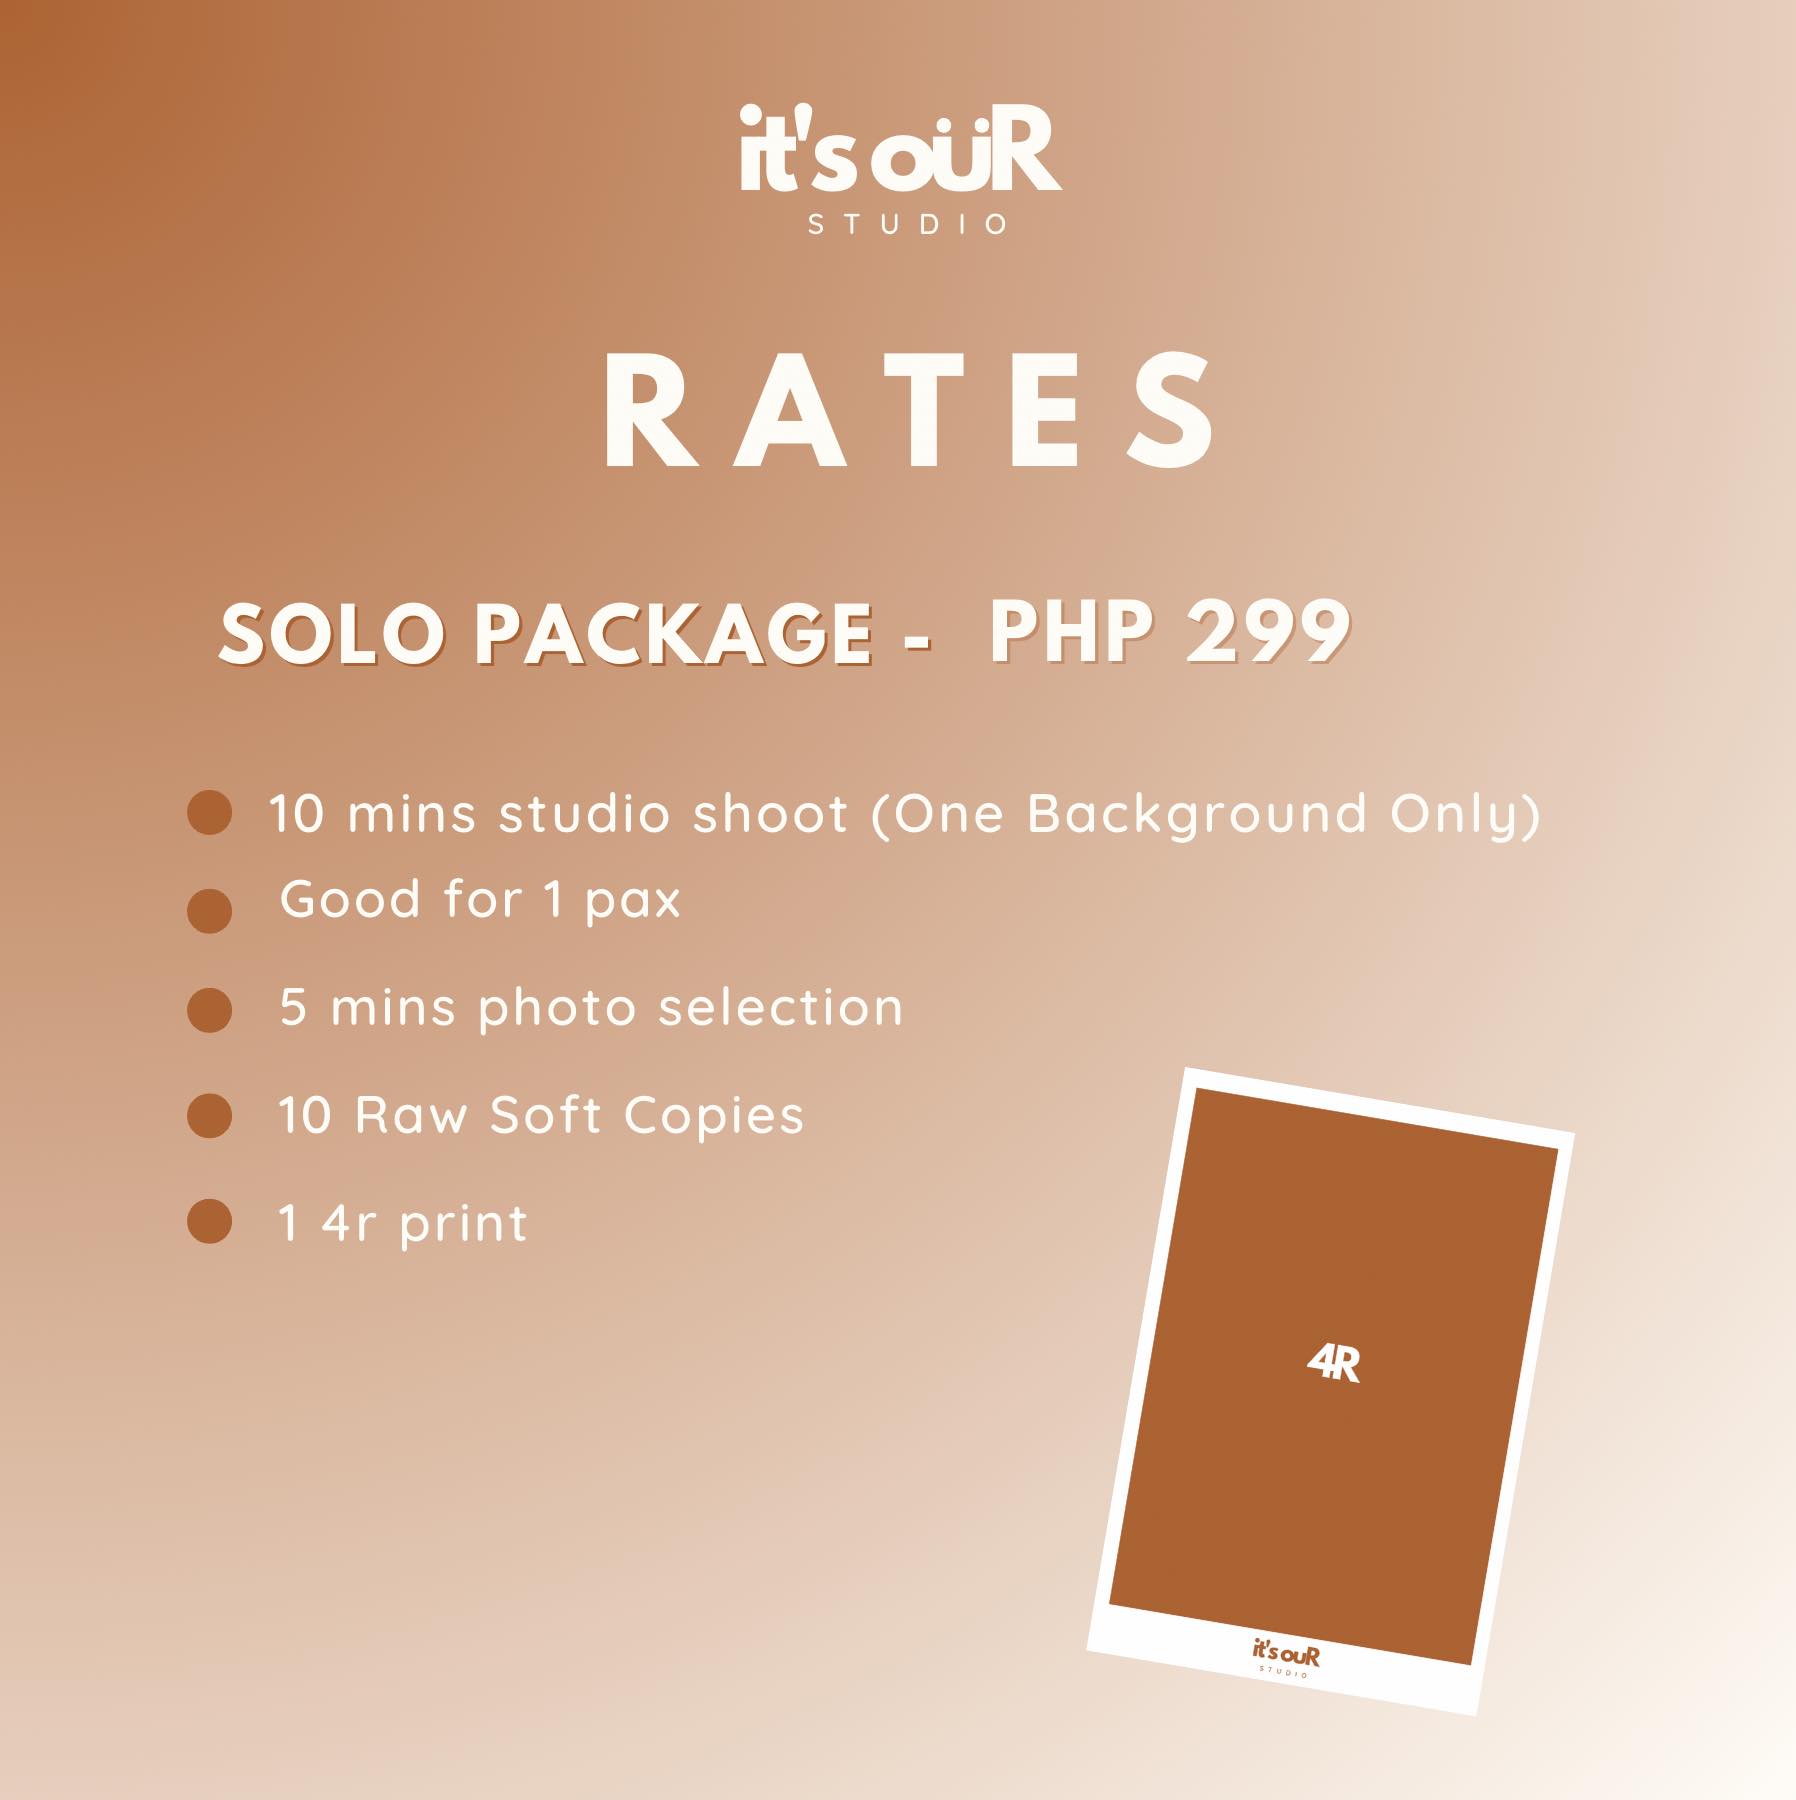 it's oüR
STUDIO
RATES
SOLO PACKAGE - PHP 299
10 mins studio shoot (One Background Only)
Good for 1 pax
5 mins photo selection
10 Raw Soft Copies
1 4r print
4R
it's ouR
STUDIO